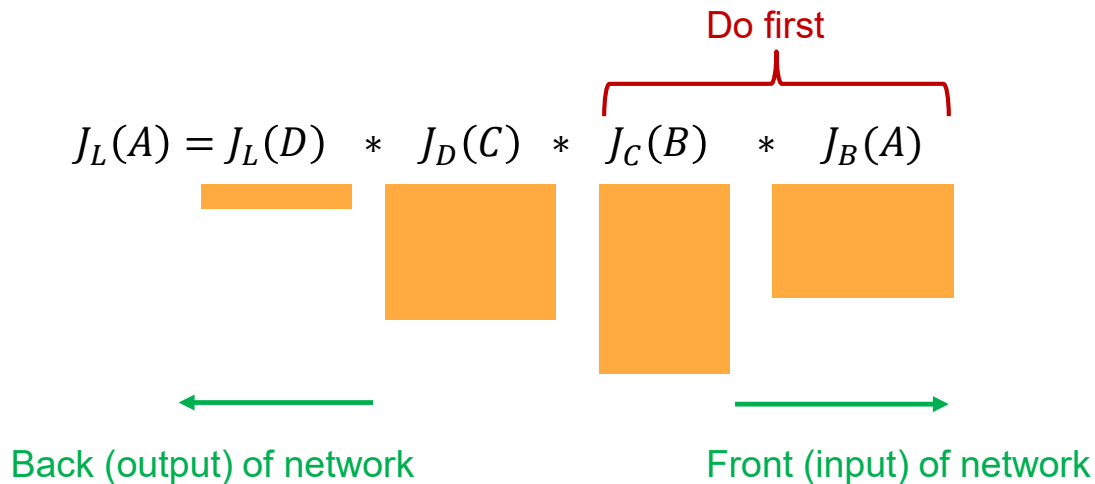 Do first
J_L(A) = J_L(D) * J_D(C) * J_C(B) * J_B(A)
Back (output) of network
Front (input) of network